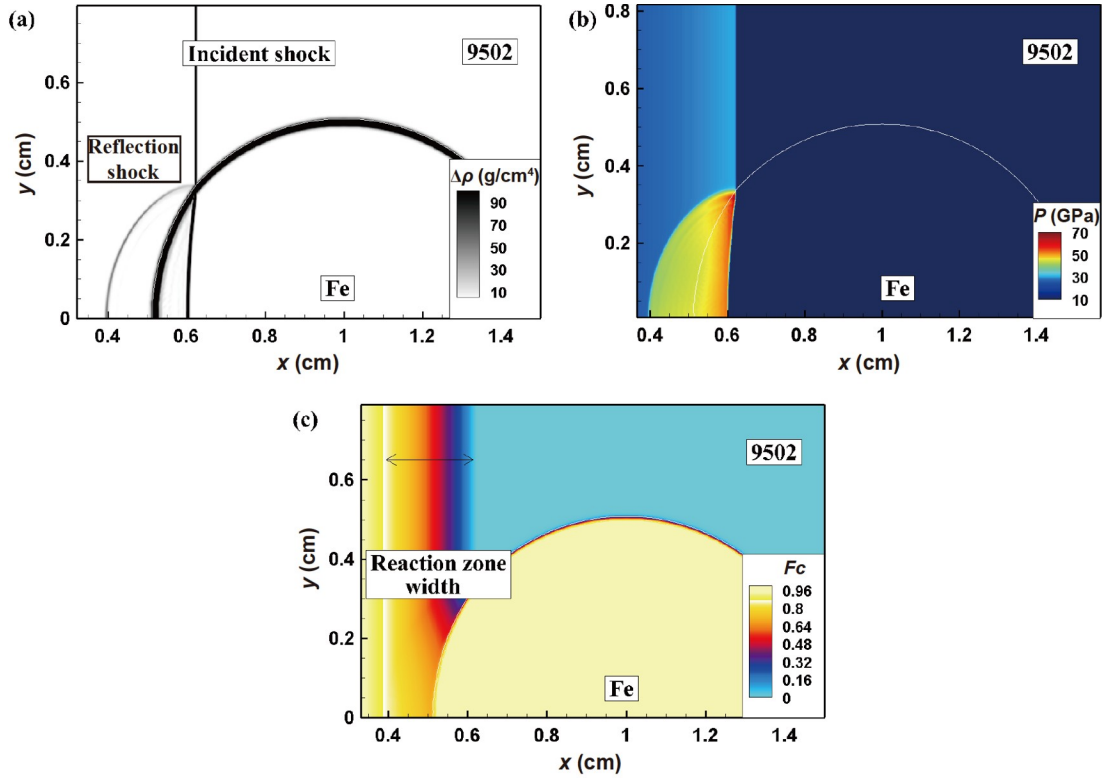 (a)
Incident shock
9502
Reflection
shock
Δρ (g/cm⁴)
90
70
50
30
10
Fe
0.6
0.4
0.2
0
y (cm)
0.4 0.6 0.8 1 1.2 1.4
x (cm)
(b)
9502
P (GPa)
70
50
30
10
Fe
0.8
0.6
0.4
0.2
y (cm)
0.4 0.6 0.8 1 1.2 1.4
x (cm)
(c)
9502
Reaction zone
width
Fc
0.96
0.8
0.64
0.48
0.32
0.16
0
Fe
0.6
0.4
0.2
0
y (cm)
0.4 0.6 0.8 1 1.2 1.4
x (cm)